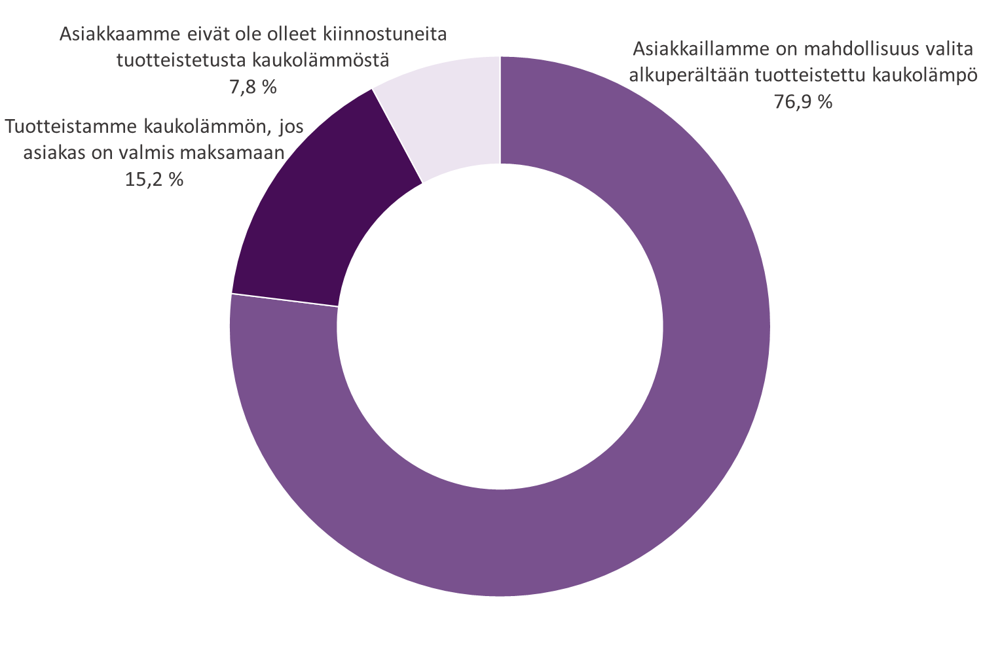 Asiakkaamme eivät ole olleet kiinnostuneita
tuotteistetusta kaukolämmöstä
7,8 %
Asiakkaillamme on mahdollisuus valita
alkuperältään tuotteistettu kaukolämpö
76,9 %
Tuotteistamme kaukolämmön, jos
asiakas on valmis maksamaan
15,2 %